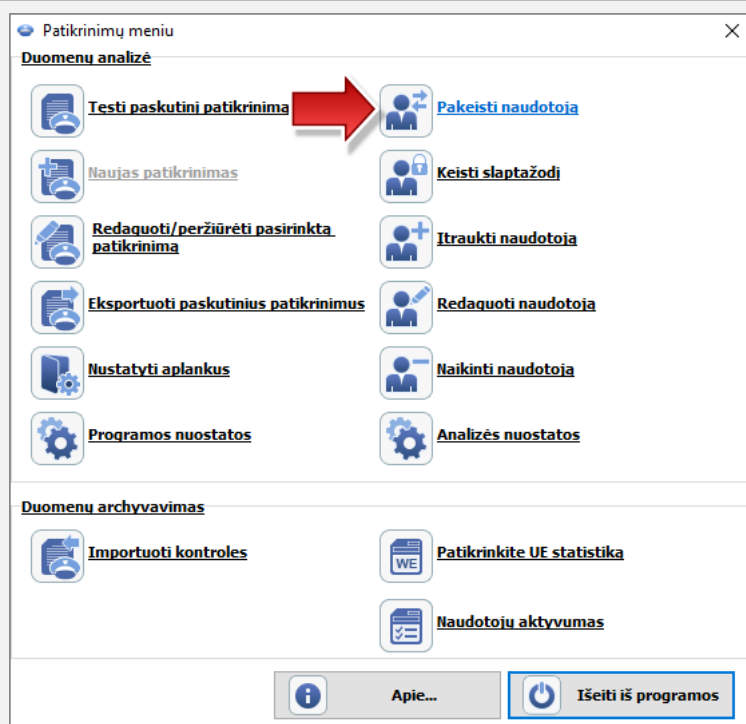 Patikrinimų meniu
Duomenų analizė
Tęsti paskutinį patikrinimą
Pakeisti naudotoją
Naujas patikrinimas
Keisti slaptažodį
Redaguoti/peržiūrėti pasirinktą
patikrinimą
Įtraukti naudotoją
Eksportuoti paskutinius patikrinimus
Redaguoti naudotoją
Nustatyti aplankus
Naikinti naudotoją
Programos nuostatos
Analizės nuostatos
Duomenų archyvavimas
Importuoti kontroles
WE
Patikrinkite UE statistiką
Naudotojų aktyvumas
Apie...
Išeiti iš programos